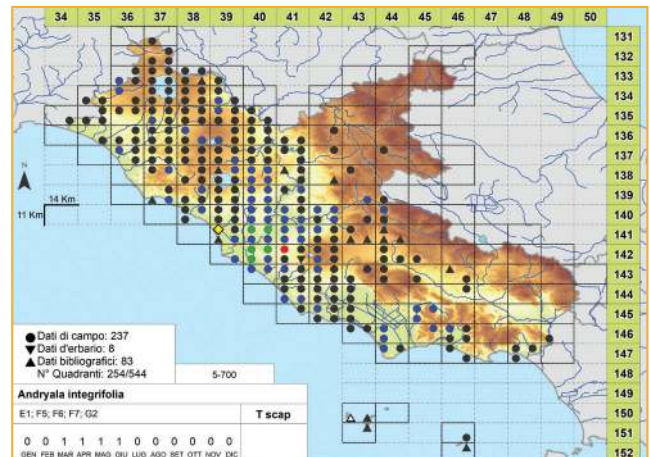 34 35 36 37 38 39 40 41 42 43 44 45 46 47 48 49 50
131
132
133
134
135
136
137
138
139
140
141
142
143
144
145
146
147
150
151
152
N
14 Km
11 Km
Dati di campo: 237
Dati d'erbario: 8
Dati bibliografici: 83
N° Quadranti: 254/544
5-700
Andryala integrifolia
E1; F5; F6; F7; G2
T scap
0 0 1 1 1 1 0 0 0 0 0 0
GEN FEB MAR APR MAG GIU LUG AGO SET OTT NOV DIC